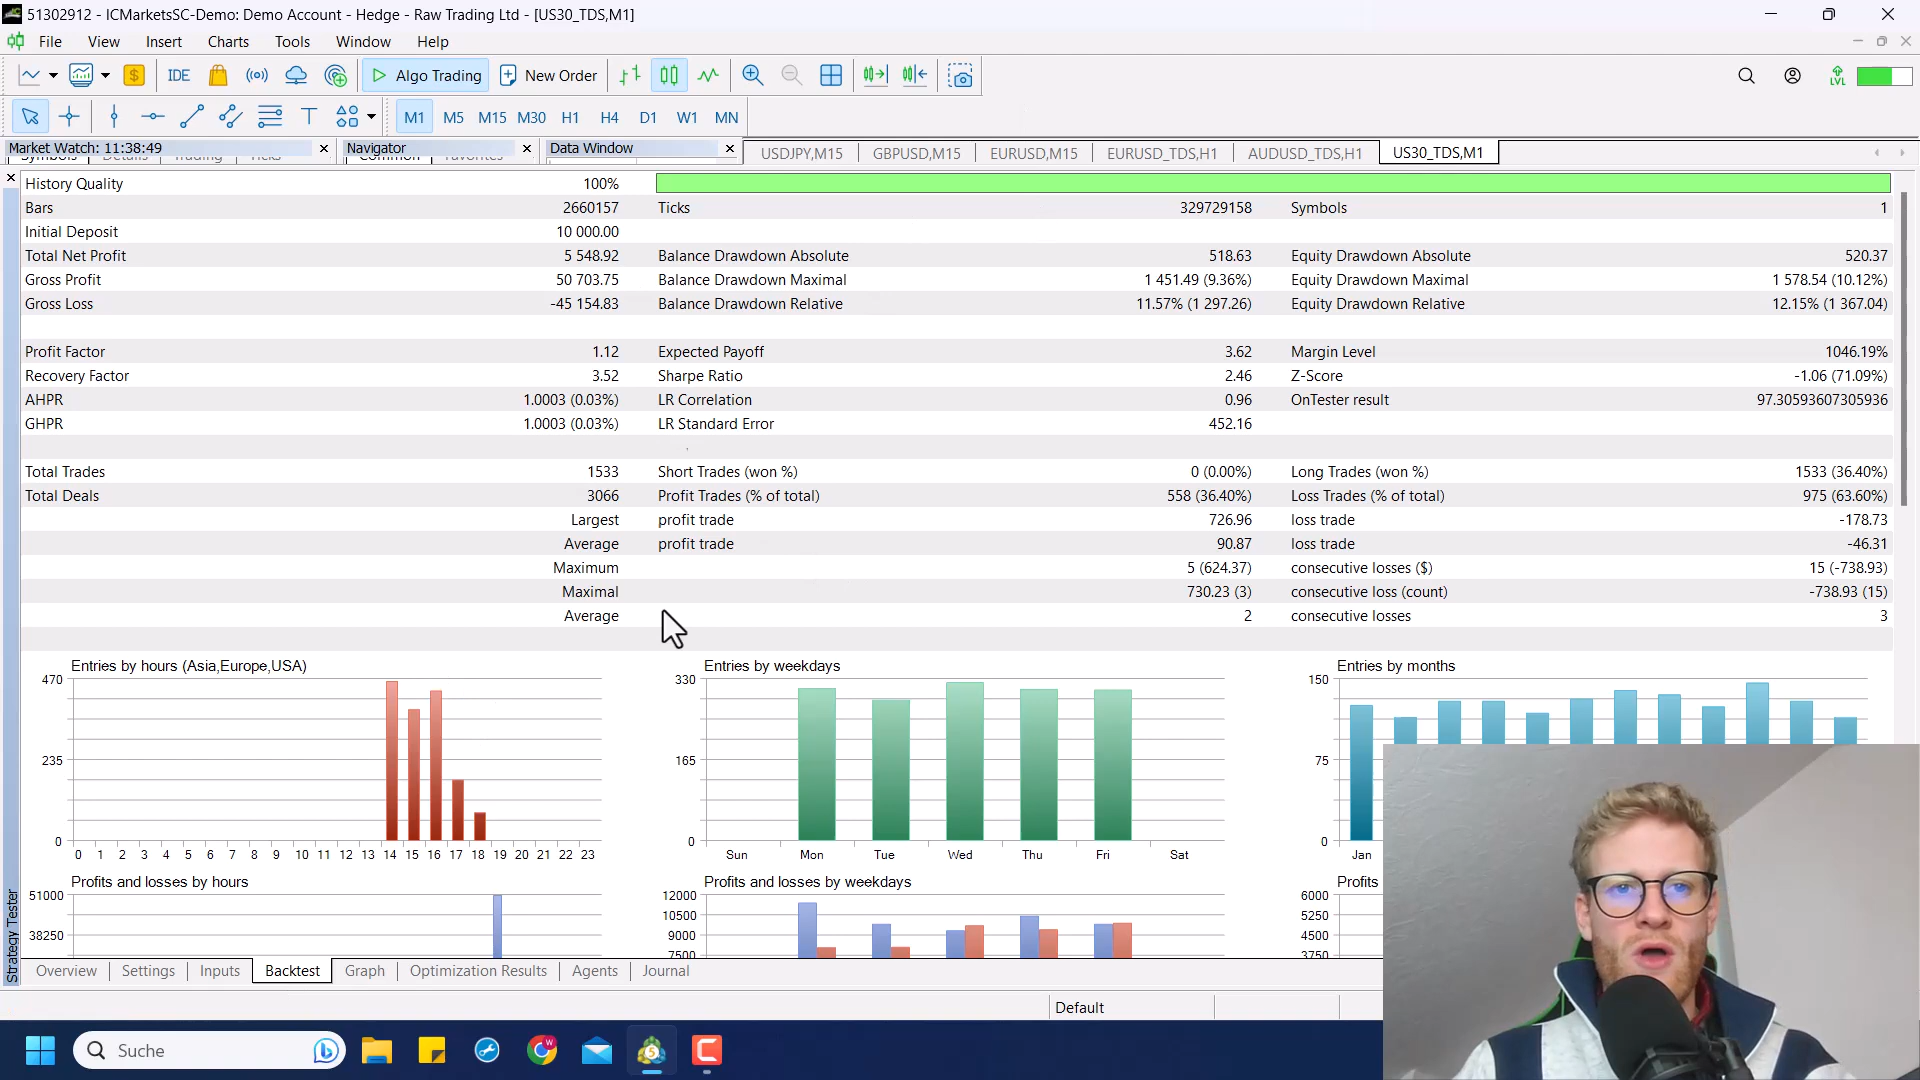 51302912 - ICMarketsSC-Demo: Demo Account - Hedge - Raw Trading Ltd - [US30_TDS,M1]
File View Insert Charts Tools Window Help
IDE Algo Trading New Order LVL
M1 M5 M15 M30 H1 H4 D1 W1 MN
Market Watch: 11:38:49 Navigator Data Window USDJPY,M15 GBPUSD,M15 EURUSD,M15 EURUSD_TDS,H1 AUDUSD_TDS,H1 US30_TDS,M1
Symbols Details Trading Ticks Common Favorites
History Quality 100%
Bars 2660157 Ticks 329729158 Symbols 1
Initial Deposit 10 000.00
Total Net Profit 5 548.92 Balance Drawdown Absolute 518.63 Equity Drawdown Absolute 520.37
Gross Profit 50 703.75 Balance Drawdown Maximal 1 451.49 (9.36%) Equity Drawdown Maximal 1 578.54 (10.12%)
Gross Loss -45 154.83 Balance Drawdown Relative 11.57% (1 297.26) Equity Drawdown Relative 12.15% (1 367.04)
Profit Factor 1.12 Expected Payoff 3.62 Margin Level 1046.19%
Recovery Factor 3.52 Sharpe Ratio 2.46 Z-Score -1.06 (71.09%)
AHPR 1.0003 (0.03%) LR Correlation 0.96 OnTester result 97.30593607305936
GHPR 1.0003 (0.03%) LR Standard Error 452.16
Total Trades 1533 Short Trades (won %) 0 (0.00%) Long Trades (won %) 1533 (36.40%)
Total Deals 3066 Profit Trades (% of total) 558 (36.40%) Loss Trades (% of total) 975 (63.60%)
Largest profit trade 726.96 loss trade -178.73
Average profit trade 90.87 loss trade -46.31
Maximum 5 (624.37) consecutive losses ($) 15 (-738.93)
Maximal 730.23 (3) consecutive loss (count) -738.93 (15)
Average 2 consecutive losses 3
Entries by hours (Asia,Europe,USA) Entries by weekdays Entries by months
470 330 150
235 165 75
0 0 0
0 1 2 3 4 5 6 7 8 9 10 11 12 13 14 15 16 17 18 19 20 21 22 23 Sun Mon Tue Wed Thu Fri Sat Jan
Profits and losses by hours Profits and losses by weekdays Profits
51000 12000 6000
10500 5250
38250 9000 4500
7500 3750
Strategy Tester
Overview Settings Inputs Backtest Graph Optimization Results Agents Journal
Default
Suche